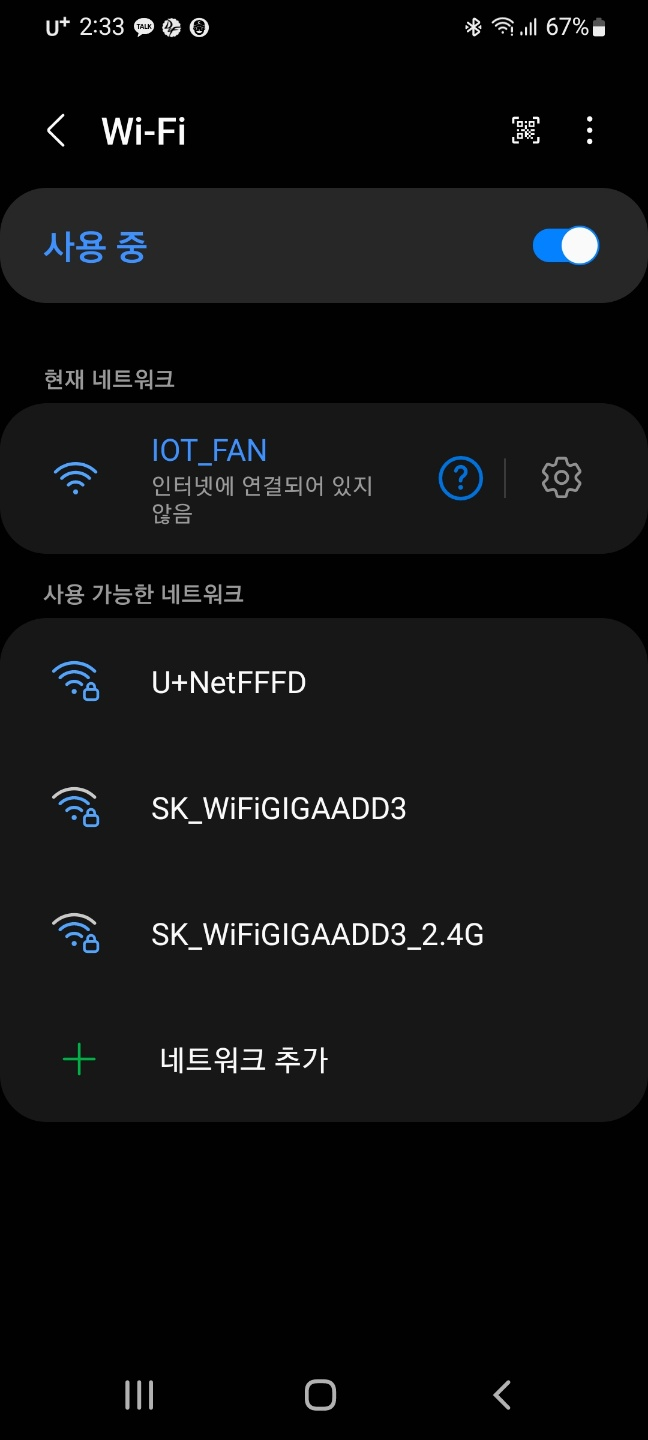 U+ 2:33 TALK 67%
Wi-Fi
사용 중
현재 네트워크
IOT_FAN
인터넷에 연결되어 있지
않음
?
사용 가능한 네트워크
U+NetFFFD
SK_WiFiGIGAADD3
SK_WiFiGIGAADD3_2.4G
네트워크 추가